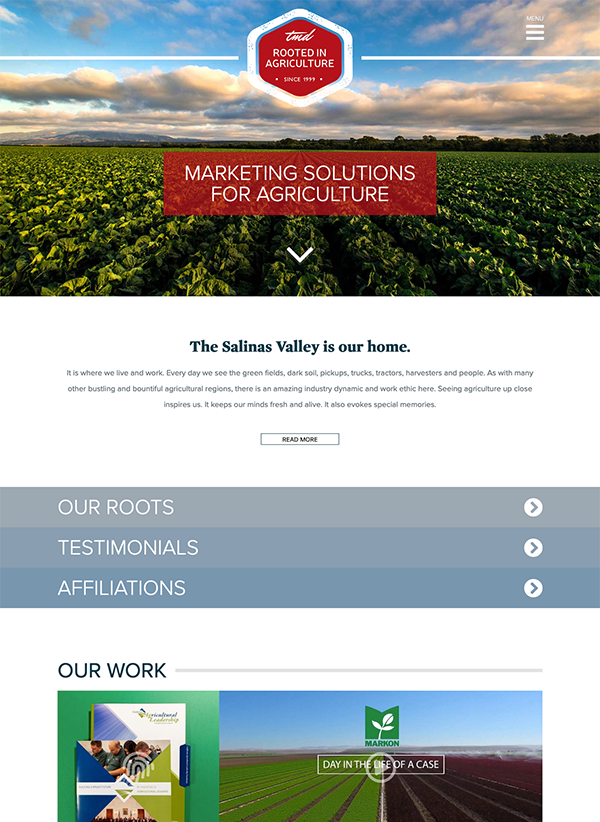 MENU
tmd
ROOTED IN
AGRICULTURE
• SINCE 1999 •
MARKETING SOLUTIONS
FOR AGRICULTURE
The Salinas Valley is our home.
It is where we live and work. Every day we see the green fields, dark soil, pickups, trucks, tractors, harvesters and people. As with many
other bustling and bountiful agricultural regions, there is an amazing industry dynamic and work ethic here. Seeing agriculture up close
inspires us. It keeps our minds fresh and alive. It also evokes special memories.
READ MORE
OUR ROOTS
TESTIMONIALS
AFFILIATIONS
OUR WORK
Agricultural
Leadership
MARKON
DAY IN THE LIFE OF A CASE